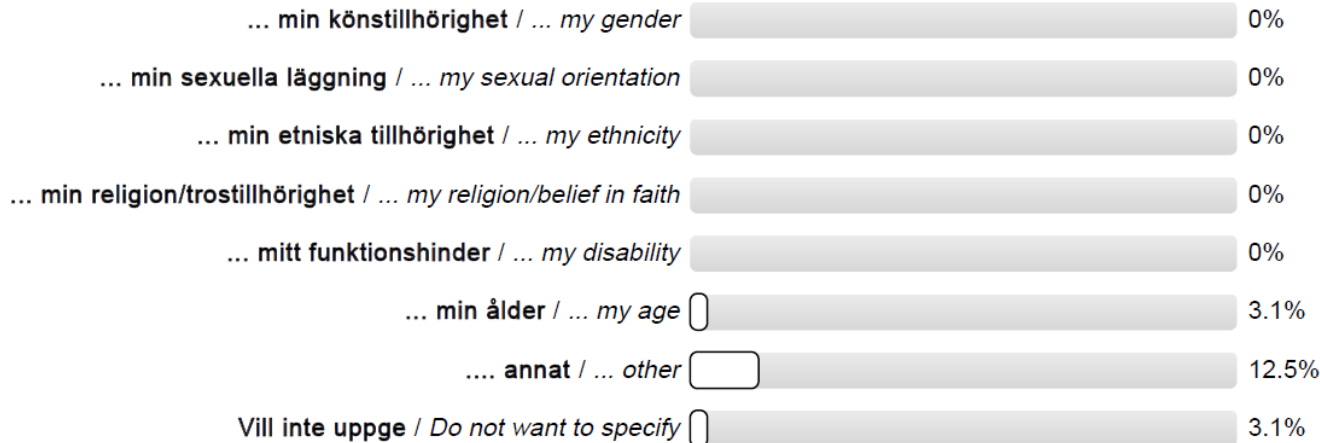 ... min könstillhörighet / ... my gender 0%
... min sexuella läggning / ... my sexual orientation 0%
... min etniska tillhörighet / ... my ethnicity 0%
... min religion/trostillhörighet / ... my religion/belief in faith 0%
... mitt funktionshinder / ... my disability 0%
... min ålder / ... my age 3.1%
.... annat / ... other 12.5%
Vill inte uppge / Do not want to specify 3.1%